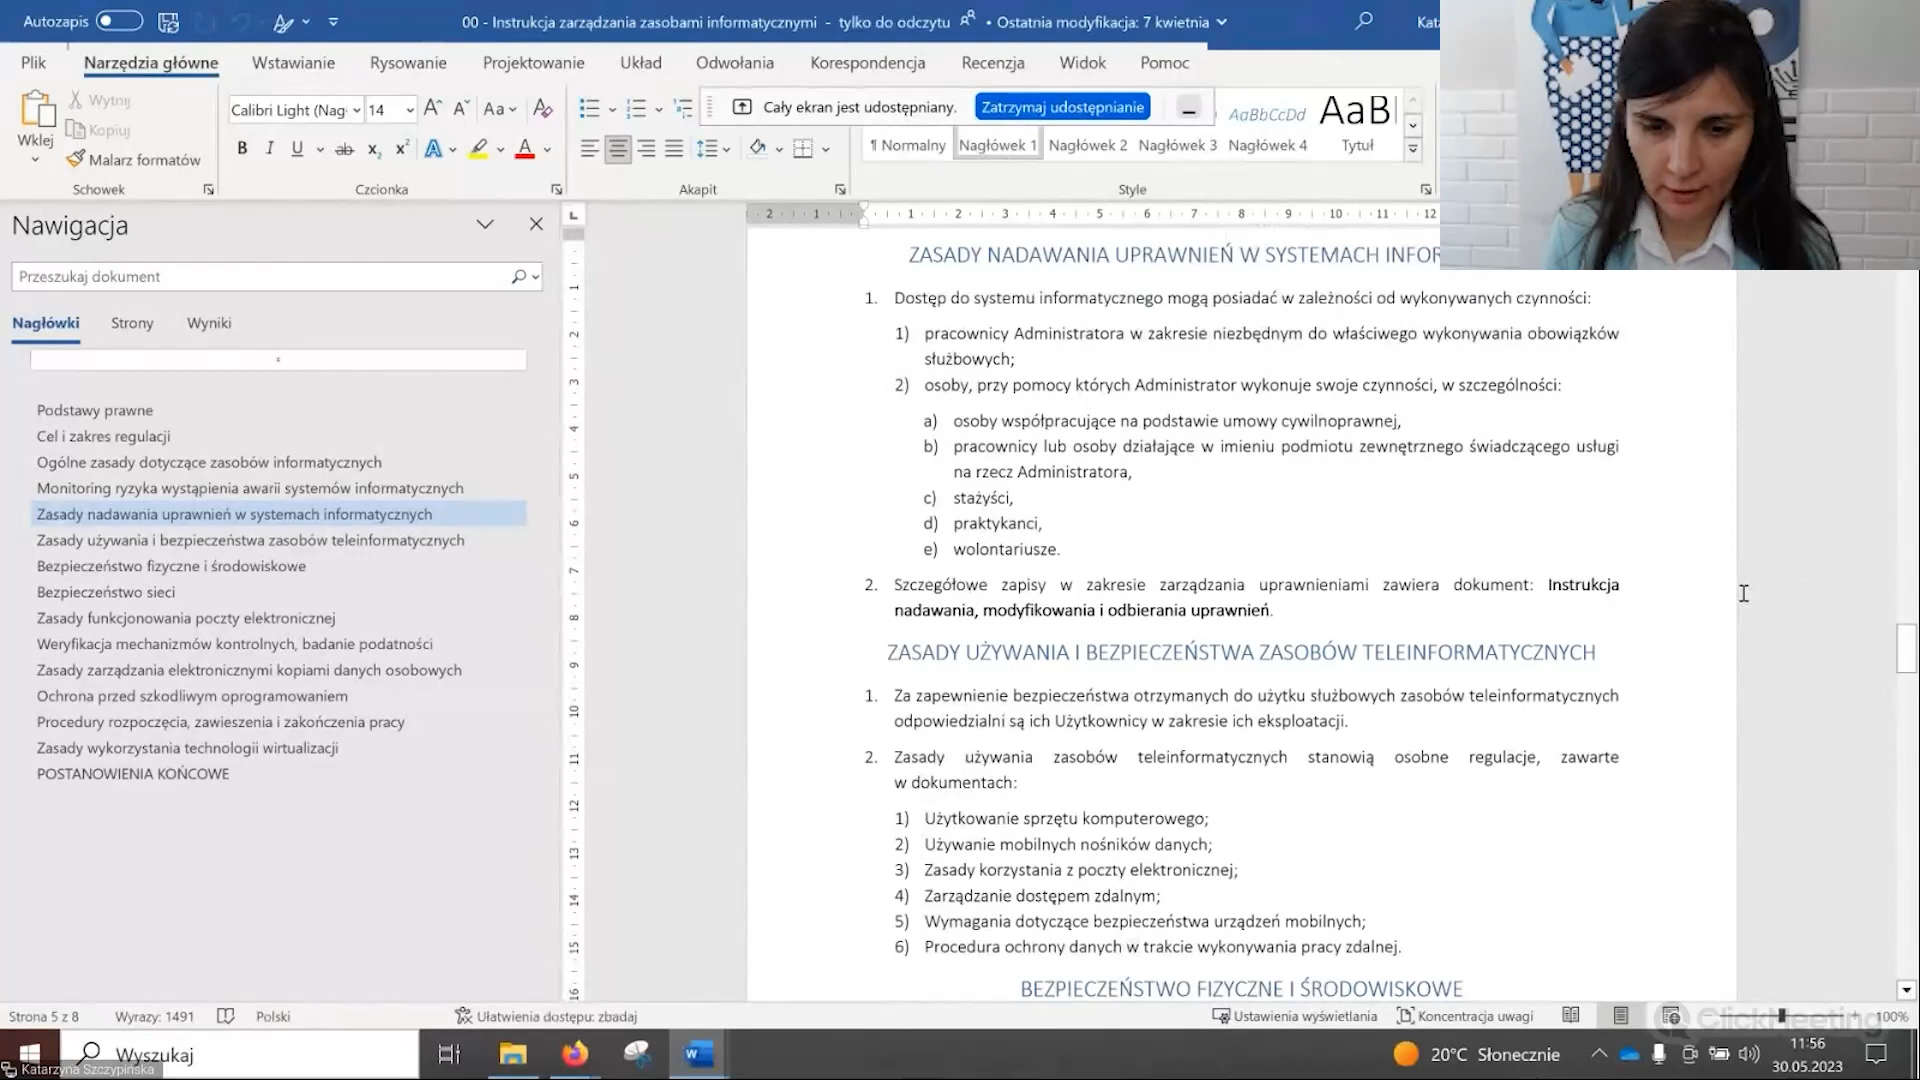 Autozapis
00 - Instrukcja zarządzania zasobami informatycznymi - tylko do odczytu • Ostatnia modyfikacja: 7 kwietnia
Plik Narzędzia główne Wstawianie Rysowanie Projektowanie Układ Odwołania Korespondencja Recenzja Widok Pomoc
Wklej
Wytnij
Kopiuj
Malarz formatów
Schowek
Calibri Light (Nag 14
Czcionka
Akapit
Cały ekran jest udostępniany. Zatrzymaj udostępnianie
AaBbCcDd AaB
¶ Normalny Nagłówek 1 Nagłówek 2 Nagłówek 3 Nagłówek 4 Tytuł
Style
Nawigacja
Przeszukaj dokument
Nagłówki Strony Wyniki
Podstawy prawne
Cel i zakres regulacji
Ogólne zasady dotyczące zasobów informatycznych
Monitoring ryzyka wystąpienia awarii systemów informatycznych
Zasady nadawania uprawnień w systemach informatycznych
Zasady używania i bezpieczeństwa zasobów teleinformatycznych
Bezpieczeństwo fizyczne i środowiskowe
Bezpieczeństwo sieci
Zasady funkcjonowania poczty elektronicznej
Weryfikacja mechanizmów kontrolnych, badanie podatności
Zasady zarządzania elektronicznymi kopiami danych osobowych
Ochrona przed szkodliwym oprogramowaniem
Procedury rozpoczęcia, zawieszenia i zakończenia pracy
Zasady wykorzystania technologii wirtualizacji
POSTANOWIENIA KOŃCOWE
ZASADY NADAWANIA UPRAWNIEŃ W SYSTEMACH INFOR
1. Dostęp do systemu informatycznego mogą posiadać w zależności od wykonywanych czynności:
1) pracownicy Administratora w zakresie niezbędnym do właściwego wykonywania obowiązków
służbowych;
2) osoby, przy pomocy których Administrator wykonuje swoje czynności, w szczególności:
a) osoby współpracujące na podstawie umowy cywilnoprawnej,
b) pracownicy lub osoby działające w imieniu podmiotu zewnętrznego świadczącego usługi
na rzecz Administratora,
c) stażyści,
d) praktykanci,
e) wolontariusze.
2. Szczegółowe zapisy w zakresie zarządzania uprawnieniami zawiera dokument: Instrukcja
nadawania, modyfikowania i odbierania uprawnień.
ZASADY UŻYWANIA I BEZPIECZEŃSTWA ZASOBÓW TELEINFORMATYCZNYCH
1. Za zapewnienie bezpieczeństwa otrzymanych do użytku służbowych zasobów teleinformatycznych
odpowiedzialni są ich Użytkownicy w zakresie ich eksploatacji.
2. Zasady używania zasobów teleinformatycznych stanowią osobne regulacje, zawarte
w dokumentach:
1) Użytkowanie sprzętu komputerowego;
2) Używanie mobilnych nośników danych;
3) Zasady korzystania z poczty elektronicznej;
4) Zarządzanie dostępem zdalnym;
5) Wymagania dotyczące bezpieczeństwa urządzeń mobilnych;
6) Procedura ochrony danych w trakcie wykonywania pracy zdalnej.
BEZPIECZEŃSTWO FIZYCZNE I ŚRODOWISKOWE
Strona 5 z 8 Wyrazy: 1491 Polski Ułatwienia dostępu: zbadaj Ustawienia wyświetlania Koncentracja uwagi 100%
ClickMeeting
Wyszukaj
Katarzyna Szczypińska
20°C Słonecznie
11:56
30.05.2023